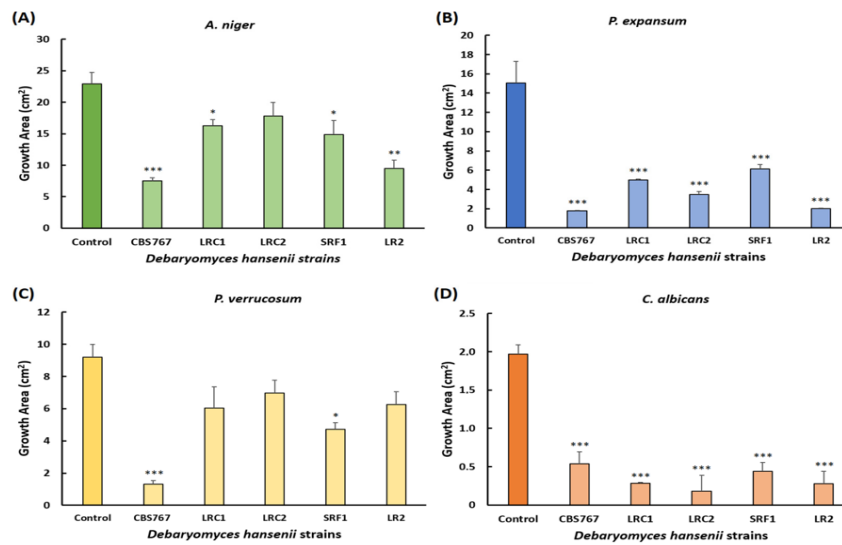 (A)
A. niger
Growth Area (cm²)
30
25
20
15
10
5
0
*** * * **
Control CBS767 LRC1 LRC2 SRF1 LR2
Debaryomyces hansenii strains
(B)
P. expansum
Growth Area (cm²)
20
18
16
14
12
10
8
6
4
2
0
*** *** *** *** ***
Control CBS767 LRC1 LRC2 SRF1 LR2
Debaryomyces hansenii strains
(C)
P. verrucosum
Growth Area (cm²)
12
10
8
6
4
2
0
*** *
Control CBS767 LRC1 LRC2 SRF1 LR2
Debaryomyces hansenii strains
(D)
C. albicans
Growth Area (cm²)
2.5
2.0
1.5
1.0
0.5
0
*** *** *** *** ***
Control CBS767 LRC1 LRC2 SRF1 LR2
Debaryomyces hansenii strains